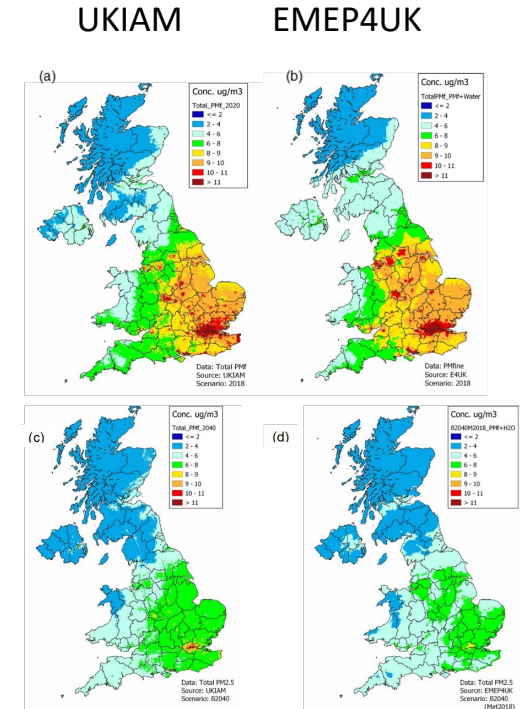 UKIAM EMEP4UK
(a)
Conc. ug/m3
Total_PMf_2020
<= 2
2 - 4
4 - 6
6 - 8
8 - 9
9 - 10
10 - 11
> 11
Data: Total PMf
Source: UKIAM
Scenario: 2018
(b)
Conc. ug/m3
TotalPMf_PMf+Water
<= 2
2 - 4
4 - 6
6 - 8
8 - 9
9 - 10
10 - 11
> 11
Data: PMfine
Source: E4UK
Scenario: 2018
(c)
Conc. ug/m3
Total_PMf_2040
<= 2
2 - 4
4 - 6
6 - 8
8 - 9
9 - 10
10 - 11
> 11
Data: Total PM2.5
Source: UKIAM
Scenario: B2040
(d)
Conc. ug/m3
B2040M2018_PMf+H2O
<= 2
2 - 4
4 - 6
6 - 8
8 - 9
9 - 10
10 - 11
> 11
Data: Total PM2.5
Source: EMEP4UK
Scenario: B2040
(Met2018)